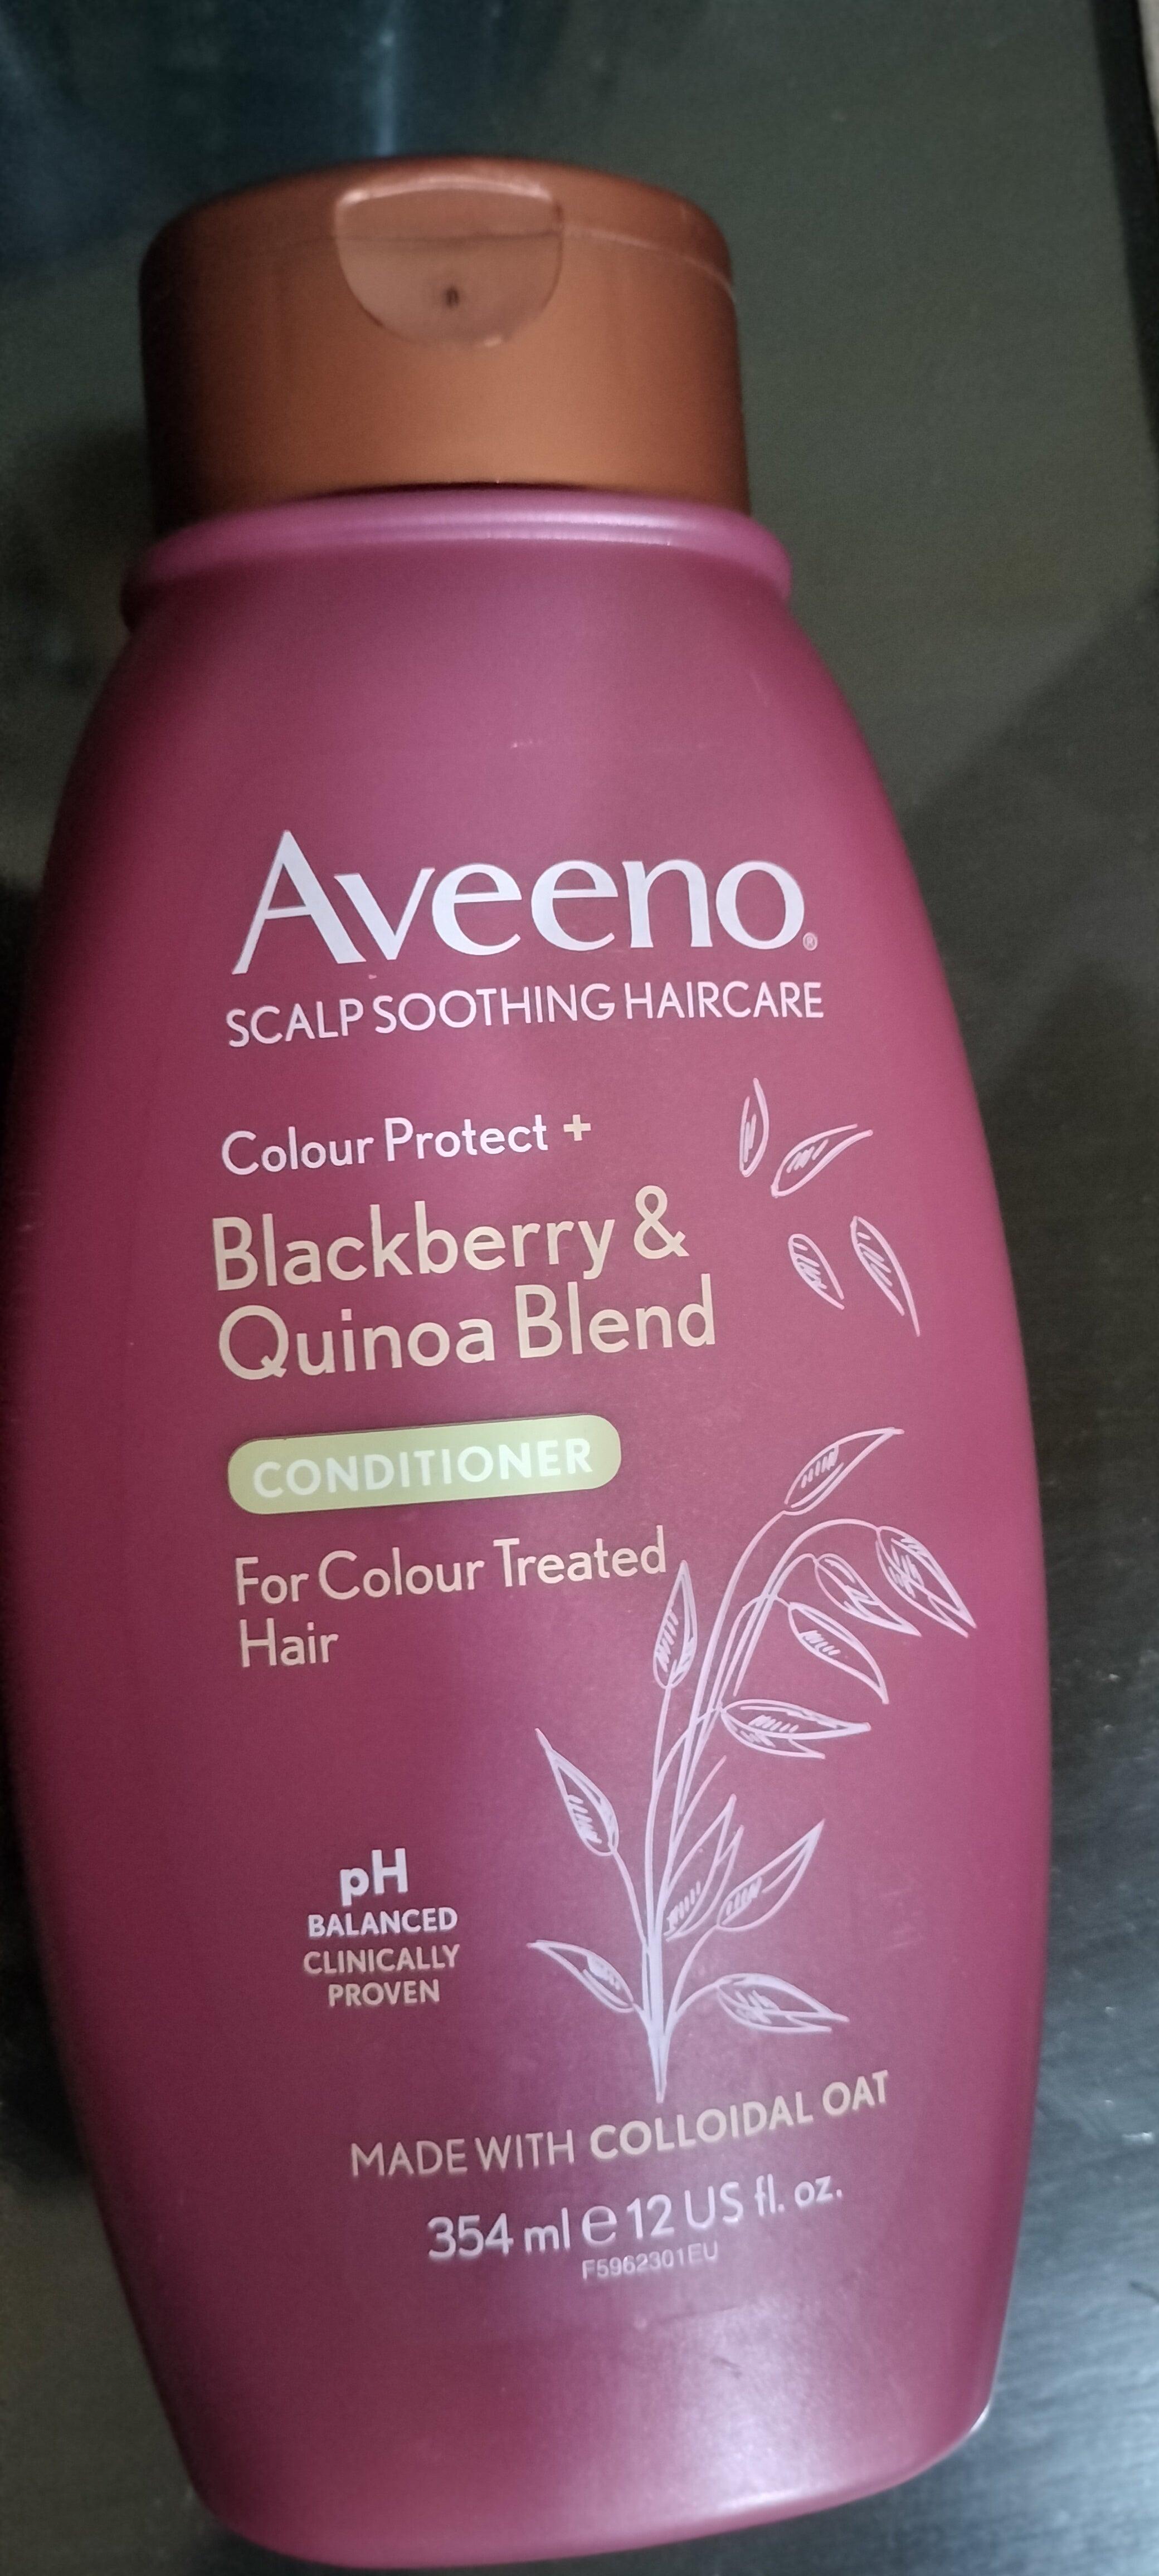 Aveeno®
SCALP SOOTHING HAIRCARE
Colour Protect +
Blackberry &
Quinoa Blend
CONDITIONER
For Colour Treated
Hair
pH
BALANCED
CLINICALLY
PROVEN
MADE WITH COLLOIDAL OAT
354 ml ℮ 12 US fl. oz.
F5962301EU